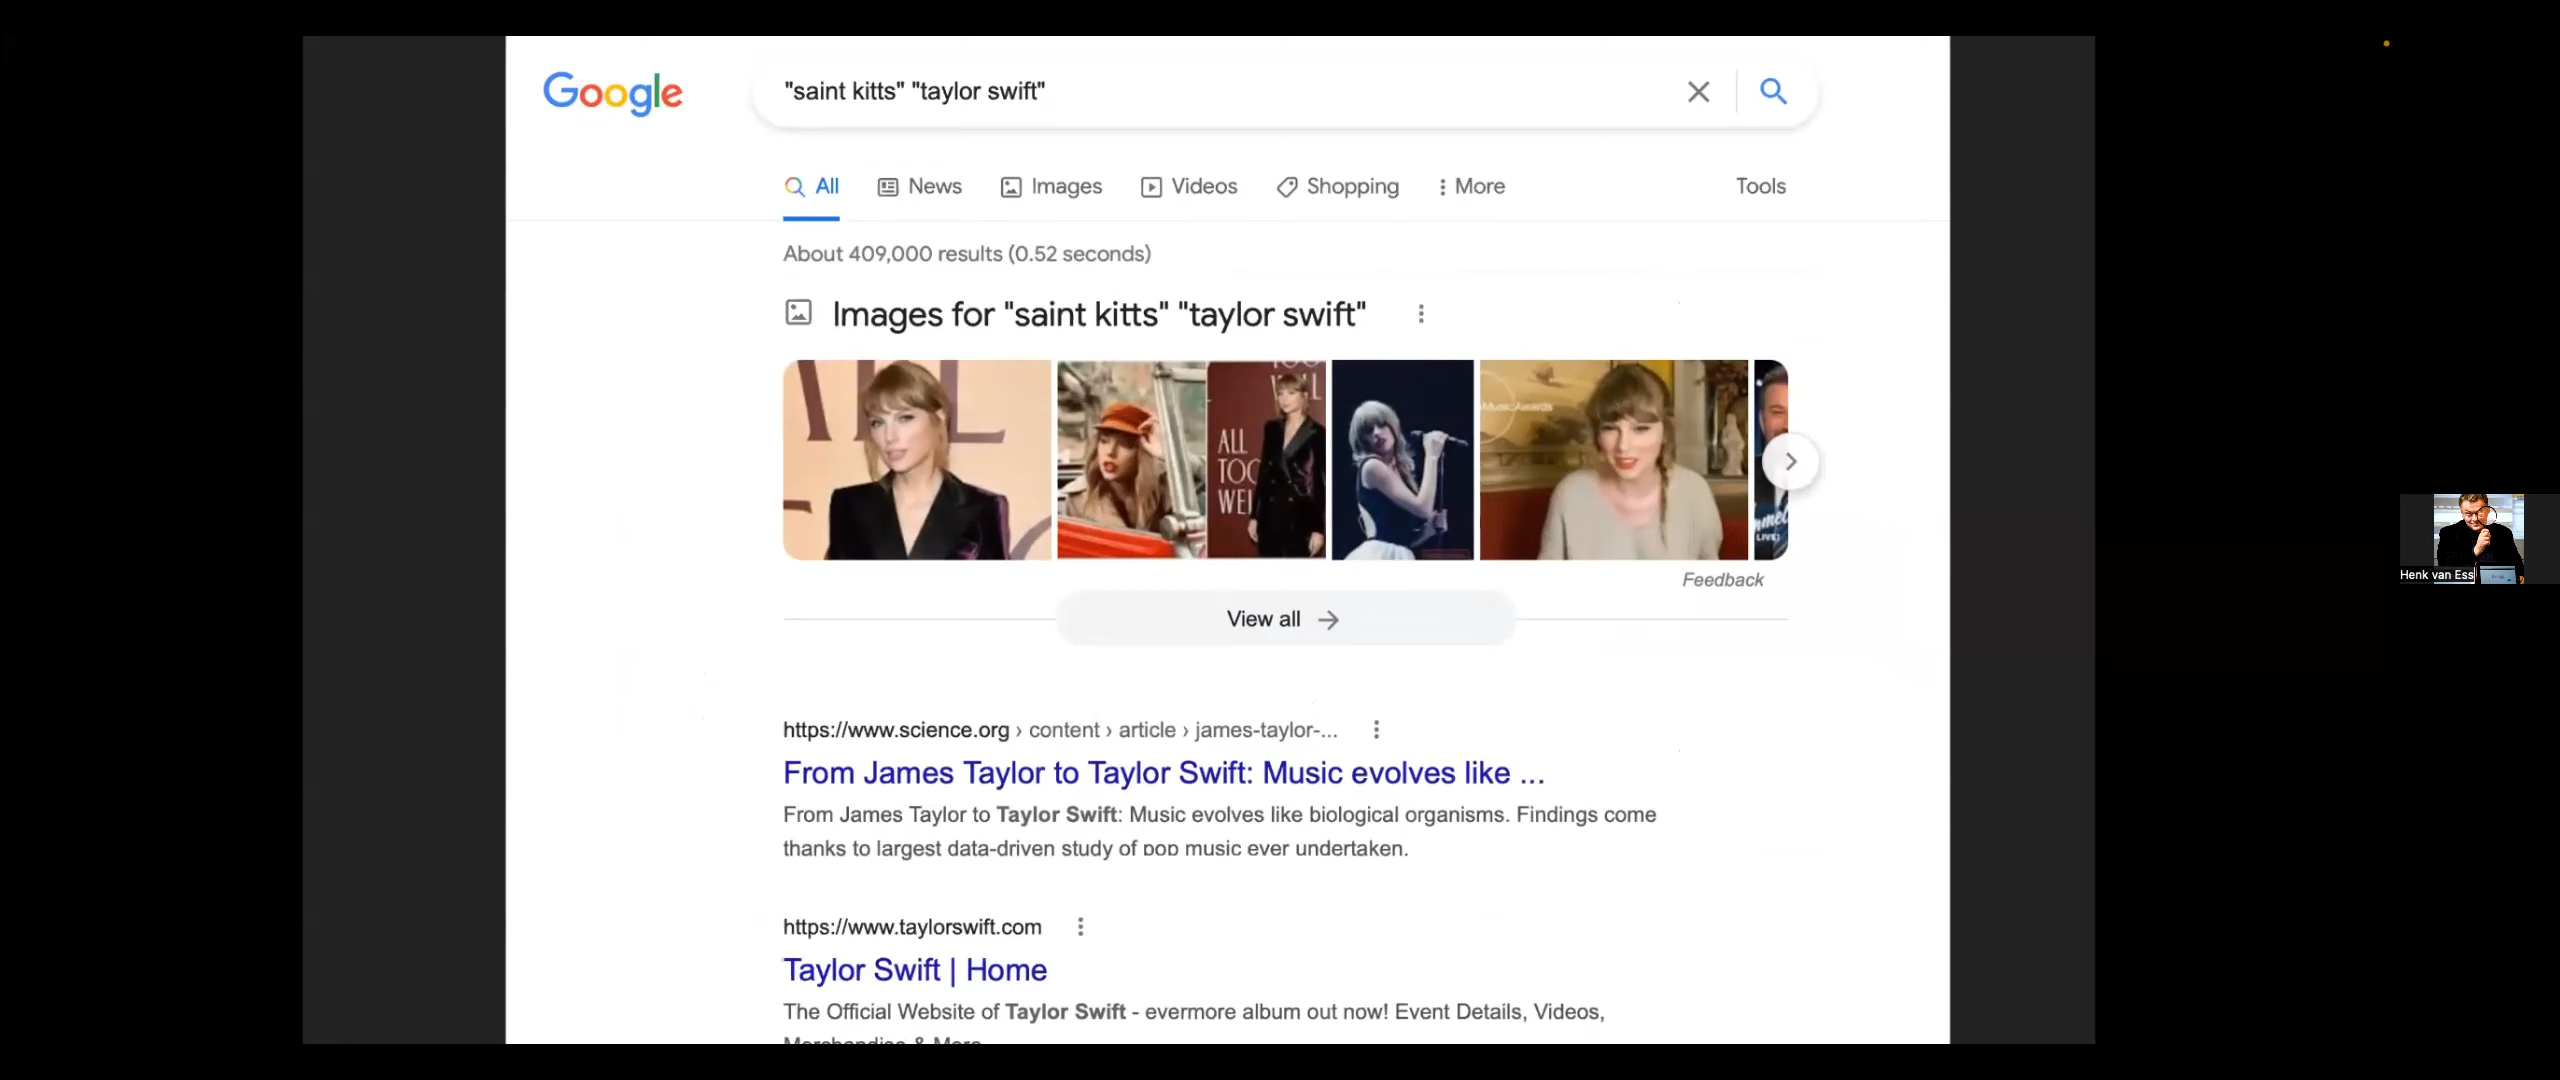 Google
"saint kitts" "taylor swift"
All News Images Videos Shopping More Tools
About 409,000 results (0.52 seconds)
Images for "saint kitts" "taylor swift"
ALL
TOO
WEL
LIVE!
Feedback
View all
https://www.science.org › content › article › james-taylor-...
From James Taylor to Taylor Swift: Music evolves like ...
From James Taylor to Taylor Swift: Music evolves like biological organisms. Findings come
thanks to largest data-driven study of pop music ever undertaken.
https://www.taylorswift.com
Taylor Swift | Home
The Official Website of Taylor Swift - evermore album out now! Event Details, Videos,
Merchandise & More.
Henk van Ess